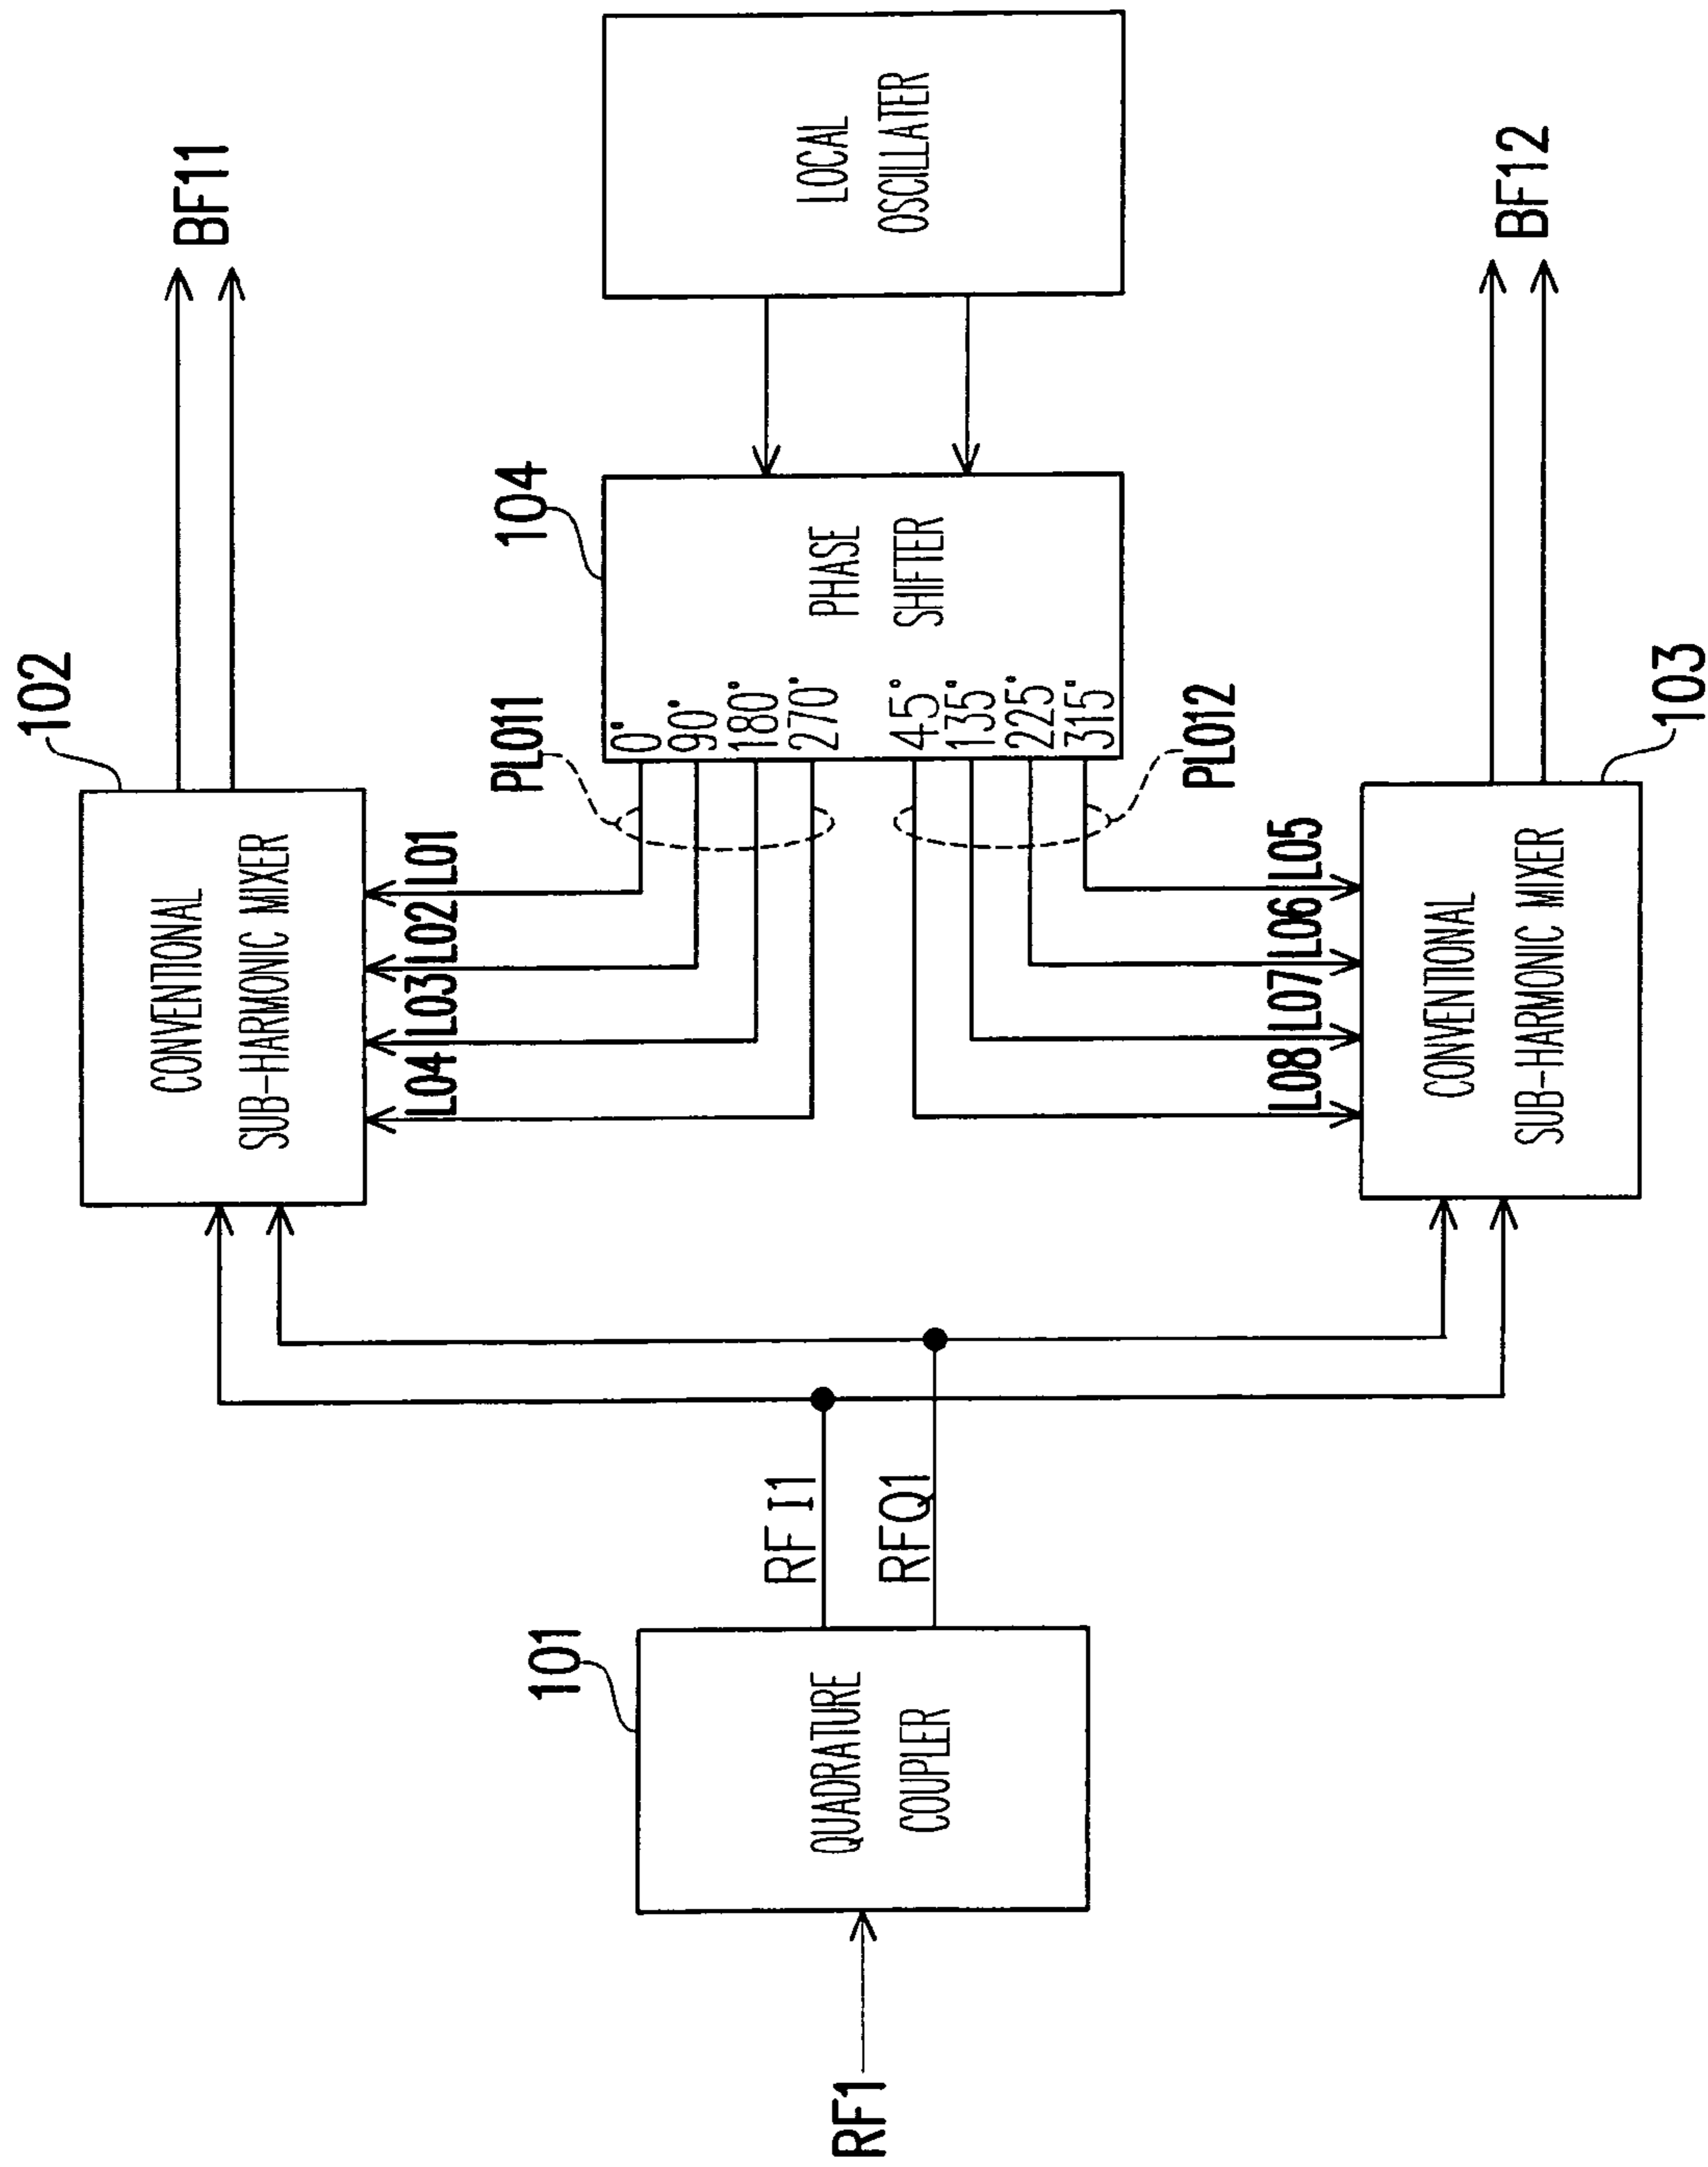 RF1
101
QUADRATURE
COUPLER
RFI1
RFQ1
102
CONVENTIONAL
SUB-HARMONIC MIXER
BF11
LO4
LO3
LO2
LO1
PLO11
104
0°
90°
180°
270°
45°
135°
225°
315°
PHASE
SHIFTER
LOCAL
OSCILLATER
PLO12
LO8
LO7
LO6
LO5
CONVENTIONAL
SUB-HARMONIC MIXER
103
BF12